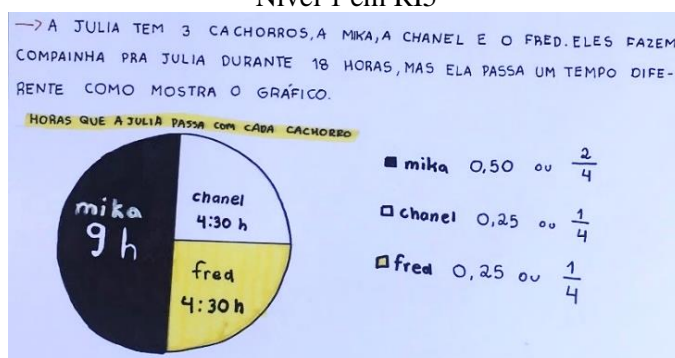 Nível 1 em RI5
→ A JULIA TEM 3 CACHORROS, A MIKA, A CHANEL E O FRED. ELES FAZEM
COMPAINHA PRA JULIA DURANTE 18 HORAS, MAS ELA PASSA UM TEMPO DIFE-
RENTE COMO MOSTRA O GRÁFICO.
HORAS QUE A JULIA PASSA COM CADA CACHORRO
mika
9 h
chanel
4:30 h
fred
4:30 h
mika 0,50 ou 2/4
chanel 0,25 ou 1/4
fred 0,25 ou 1/4